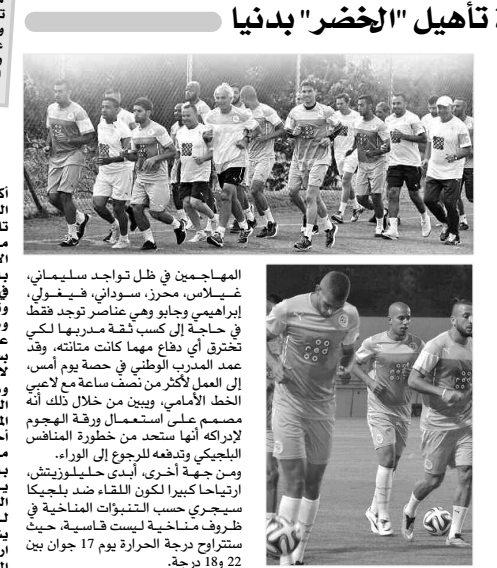 تأهيل "الخضر" بدنيا
المهاجمين في ظل تواجد سليماني،
غيلاس، محرز، سوداني، فيغولي،
إبراهيمي وجابو وهي عناصر توجد فقط
في حاجة إلى كسب ثقة مدربها لكي
تخترق أي دفاع مهما كانت متانته، وقد
عمد المدرب الوطني في حصة يوم أمس،
إلى العمل لأكثر من نصف ساعة مع لاعبي
الخط الأمامي، ويبين من خلال ذلك أنه
مصمم على استعمال ورقة الهجوم
لإدراكه أنها ستحد من خطورة المنافس
البلجيكي وتدفعه للرجوع إلى الوراء.
ومن جهة أخرى، أبدى حليلوزيتش،
ارتياحا كبيرا لكون اللقاء ضد بلجيكا
سيجري حسب التنبؤات المناخية في
ظروف مناخية ليست قاسية، حيث
ستتراوح درجة الحرارة يوم 17 جوان بين
22 و18 درجة.